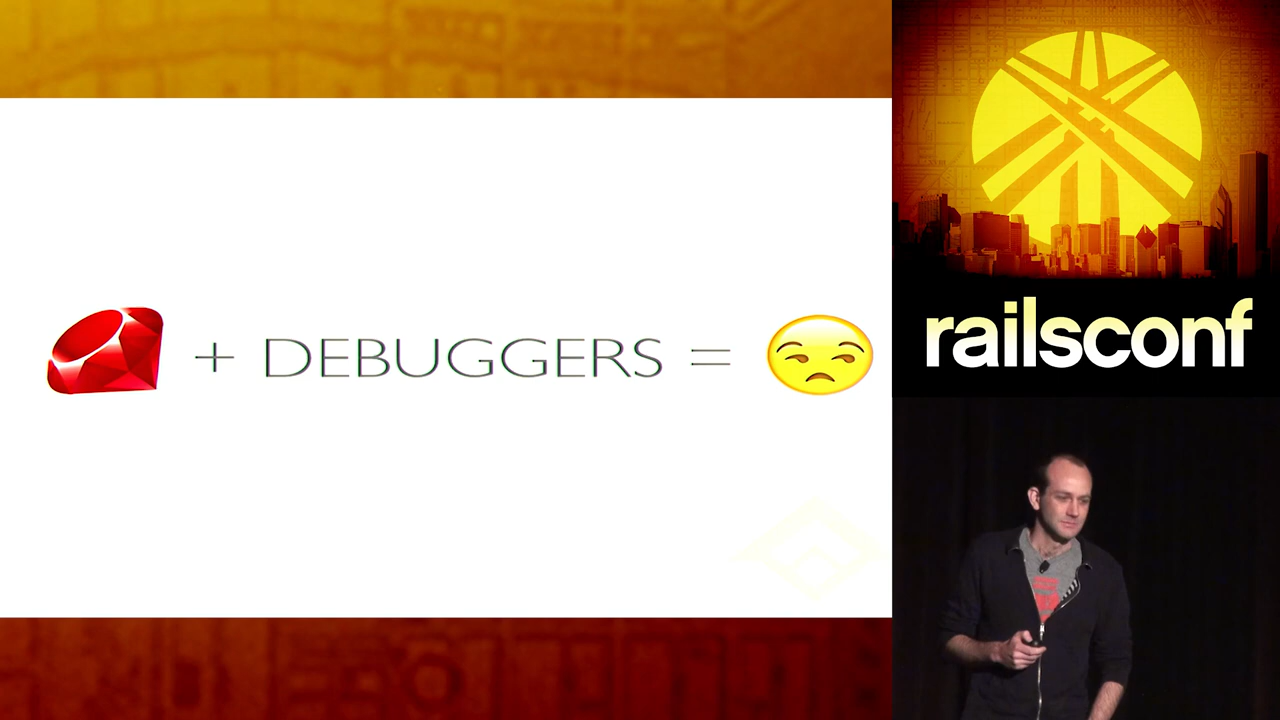 + DEBUGGERS =
railsconf